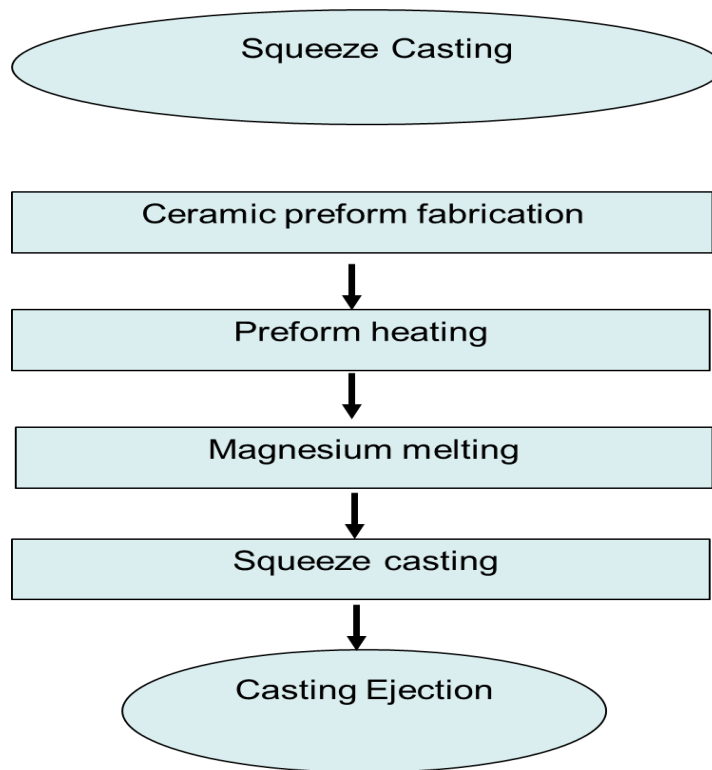 Squeeze Casting
Ceramic preform fabrication
Preform heating
Magnesium melting
Squeeze casting
Casting Ejection